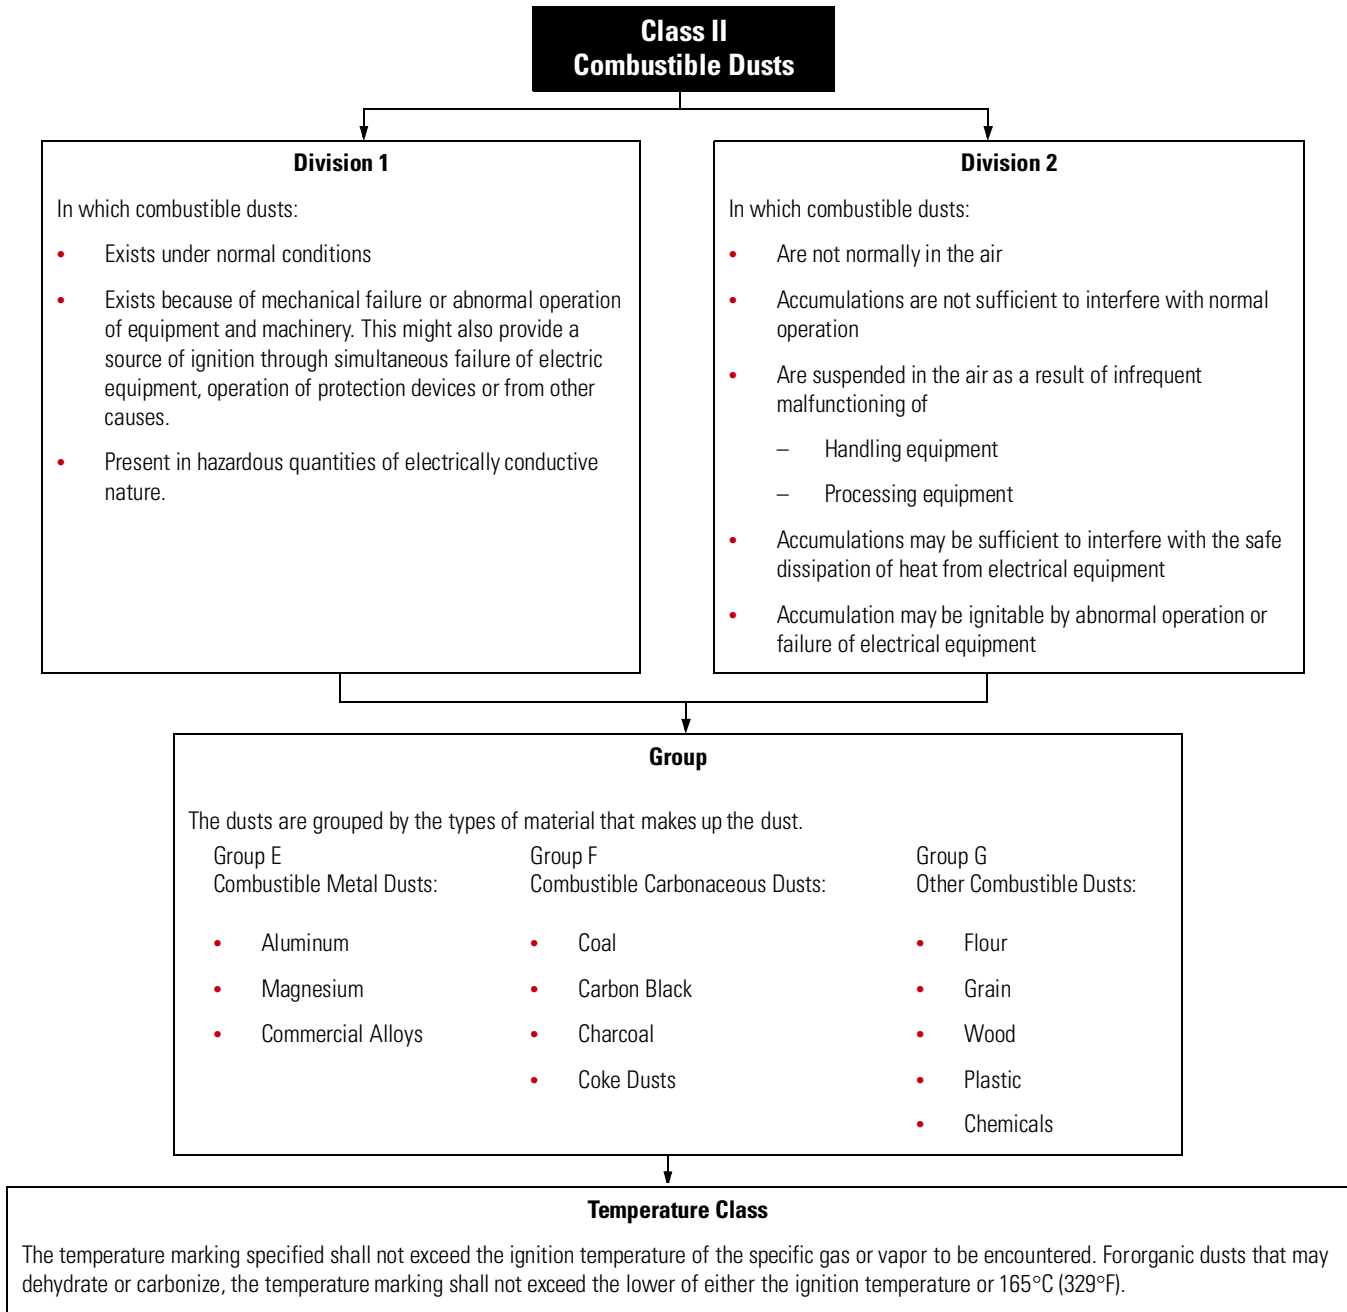 Class II
Combustible Dusts
Division 1
In which combustible dusts:
• Exists under normal conditions
• Exists because of mechanical failure or abnormal operation
of equipment and machinery. This might also provide a
source of ignition through simultaneous failure of electric
equipment, operation of protection devices or from other
causes.
• Present in hazardous quantities of electrically conductive
nature.
Division 2
In which combustible dusts:
• Are not normally in the air
• Accumulations are not sufficient to interfere with normal
operation
• Are suspended in the air as a result of infrequent
malfunctioning of
– Handling equipment
– Processing equipment
• Accumulations may be sufficient to interfere with the safe
dissipation of heat from electrical equipment
• Accumulation may be ignitable by abnormal operation or
failure of electrical equipment
Group
The dusts are grouped by the types of material that makes up the dust.
Group E
Combustible Metal Dusts:
• Aluminum
• Magnesium
• Commercial Alloys
Group F
Combustible Carbonaceous Dusts:
• Coal
• Carbon Black
• Charcoal
• Coke Dusts
Group G
Other Combustible Dusts:
• Flour
• Grain
• Wood
• Plastic
• Chemicals
Temperature Class
The temperature marking specified shall not exceed the ignition temperature of the specific gas or vapor to be encountered. Fororganic dusts that may
dehydrate or carbonize, the temperature marking shall not exceed the lower of either the ignition temperature or 165°C (329°F).